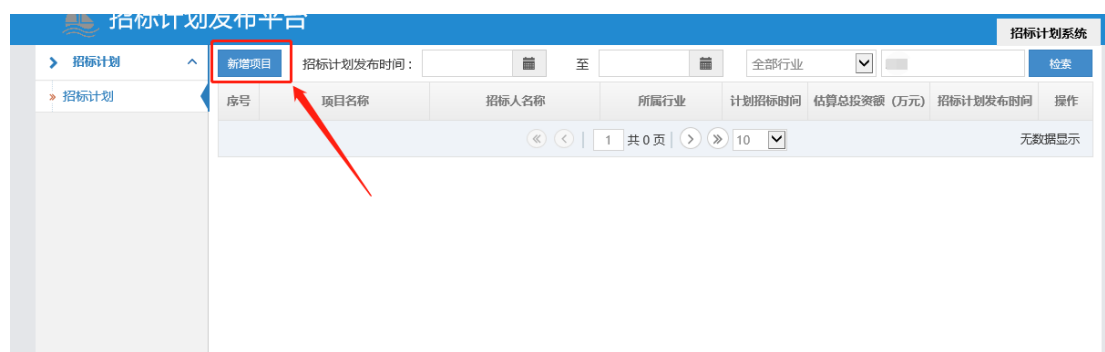 招标计划发布平台
招标计划系统
招标计划
招标计划
新增项目 招标计划发布时间： 至 全部行业 检索
序号 项目名称 招标人名称 所属行业 计划招标时间 估算总投资额（万元） 招标计划发布时间 操作
1 共 0 页 10 无数据显示